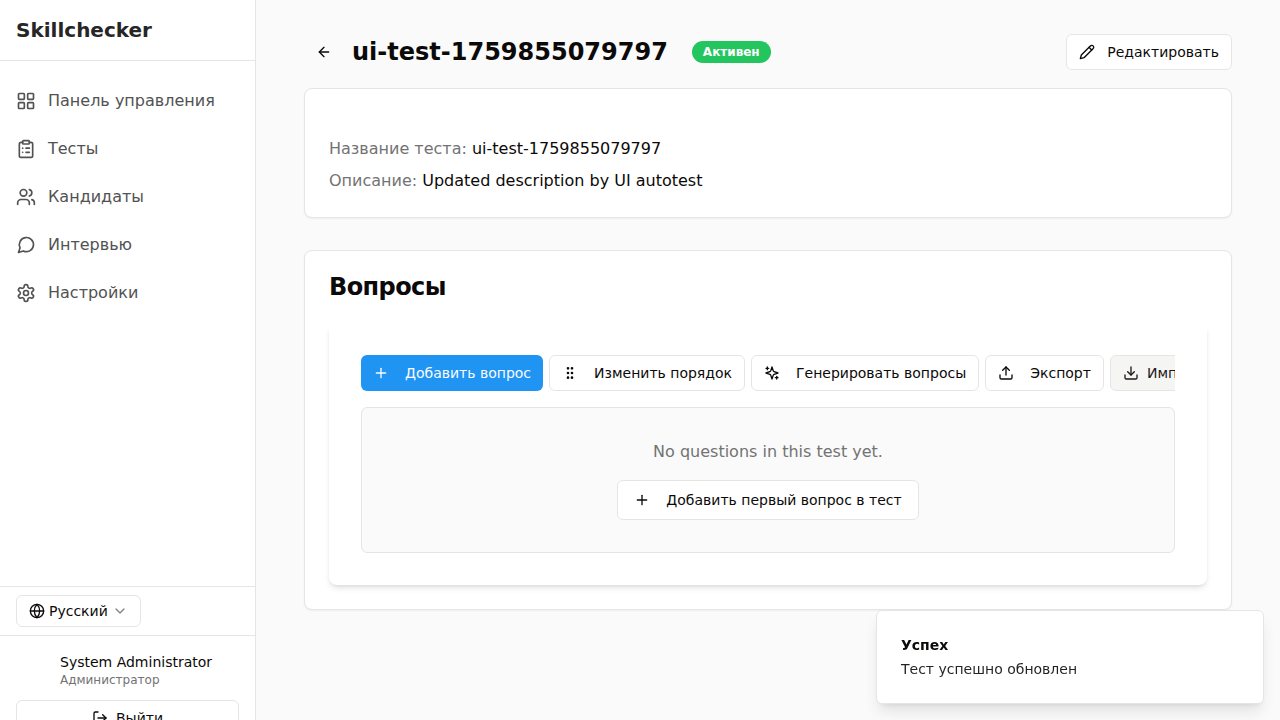 Skillchecker
Панель управления
Тесты
Кандидаты
Интервью
Настройки
Русский
System Administrator
Администратор
Выйти
ui-test-1759855079797
Активен
Редактировать
Название теста: ui-test-1759855079797
Описание: Updated description by UI autotest
Вопросы
Добавить вопрос
Изменить порядок
Генерировать вопросы
Экспорт
Имп
No questions in this test yet.
Добавить первый вопрос в тест
Успех
Тест успешно обновлен